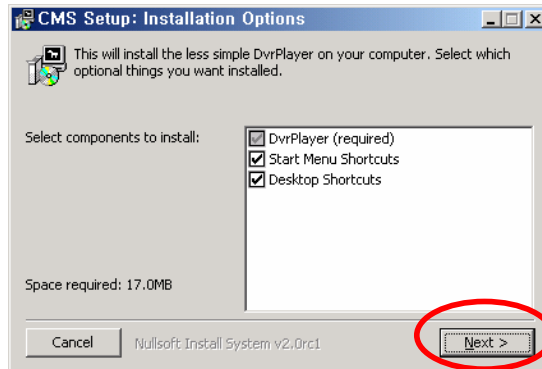 CMS Setup: Installation Options
This will install the less simple DvrPlayer on your computer. Select which
optional things you want installed.
Select components to install:
DvrPlayer (required)
Start Menu Shortcuts
Desktop Shortcuts
Space required: 17.0MB
Cancel
Nullsoft Install System v2.0rc1
Next >